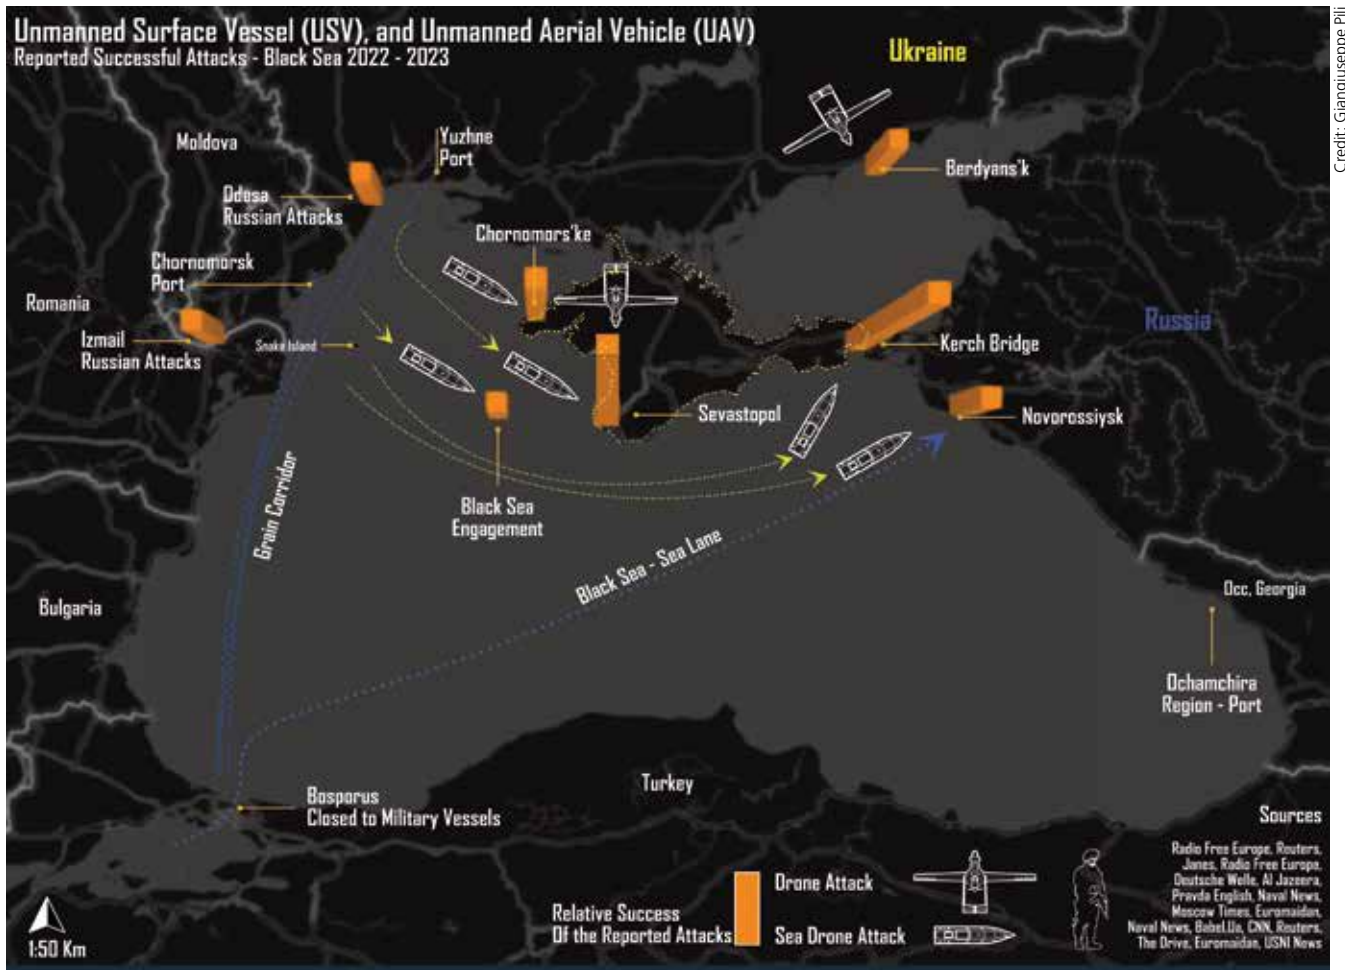 Unmanned Surface Vessel (USV), and Unmanned Aerial Vehicle (UAV)
Reported Successful Attacks - Black Sea 2022 - 2023
Credit: Giangiuseppe Pili
Ukraine
Moldova
Yuzhne
Port
Berdyans'k
Odesa
Russian Attacks
Chornomors'ke
Chornomorsk
Port
Romania
Izmail
Russian Attacks
Snake Island
Russia
Kerch Bridge
Sevastopol
Novorossiysk
Black Sea
Engagement
Grain Corridor
Black Sea - Sea Lane
Bulgaria
Occ, Georgia
Ochamchira
Region - Port
Turkey
Bosporus
Closed to Military Vessels
Sources
Radio Free Europe, Reuters,
Janes, Radio Free Europe,
Deutsche Welle, Al Jazeera,
Pravda English, Naval News,
Moscow Times, Euromaidan,
Naval News, Babel.Ua, CNN, Reuters,
The Drive, Euromaidan, USNI News
Relative Success
Of the Reported Attacks
Drone Attack
Sea Drone Attack
1:50 Km